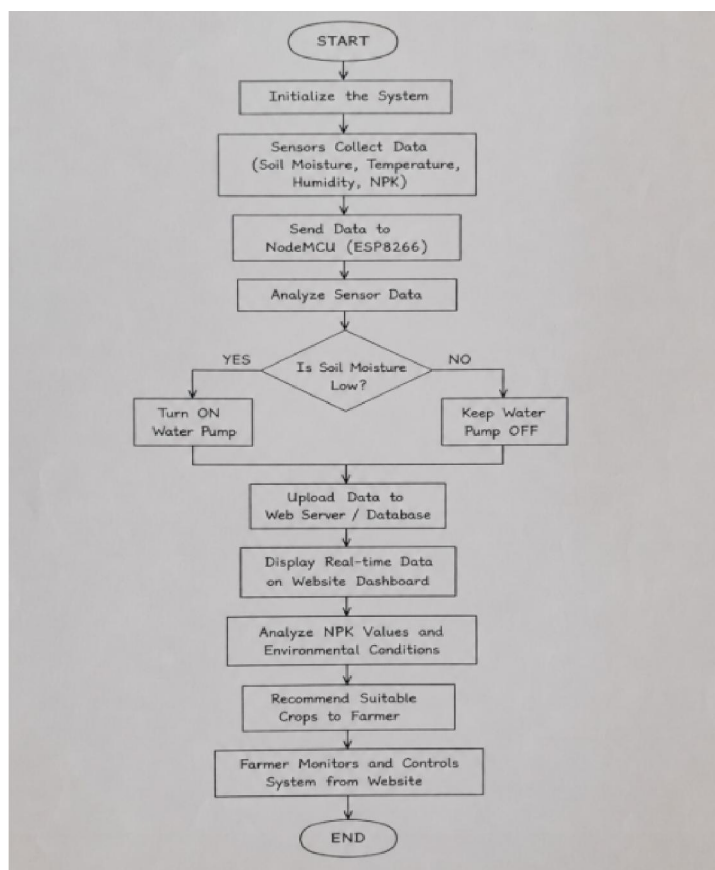 START
Initialize the System
Sensors Collect Data
(Soil Moisture, Temperature,
Humidity, NPK)
Send Data to
NodeMCU (ESP8266)
Analyze Sensor Data
Is Soil Moisture
Low?
YES
NO
Turn ON
Water Pump
Keep Water
Pump OFF
Upload Data to
Web Server / Database
Display Real-time Data
on Website Dashboard
Analyze NPK Values and
Environmental Conditions
Recommend Suitable
Crops to Farmer
Farmer Monitors and Controls
System from Website
END